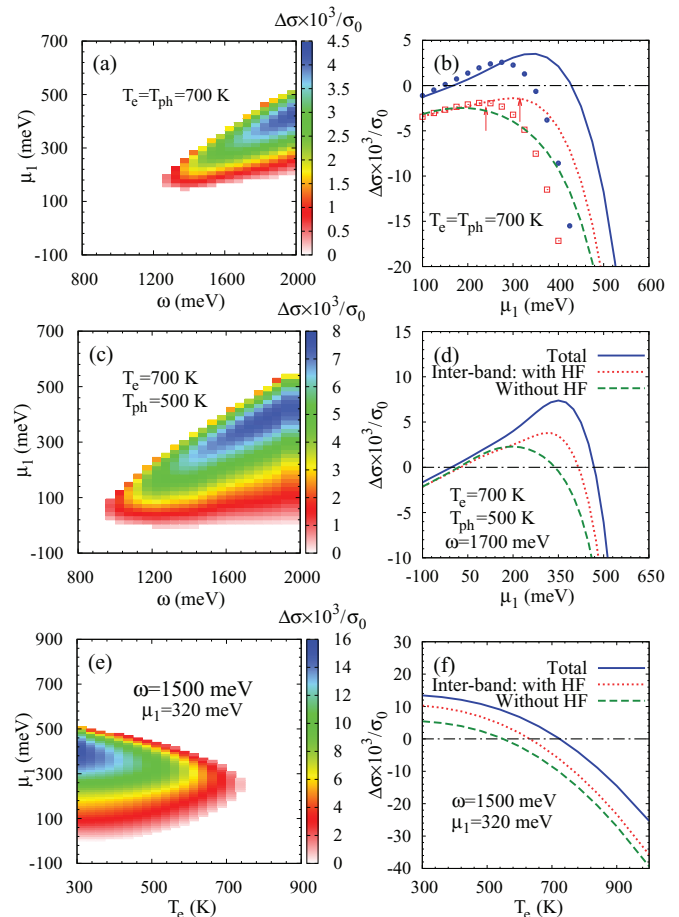 Δσ×10³/σ₀
(a)
Tₑ=Tₚₕ=700 K
μ₁ (meV)
700
500
300
100
-100
800 1200 1600 2000
ω (meV)
4.5
4
3.5
3
2.5
2
1.5
1
0.5
0
(b)
Tₑ=Tₚₕ=700 K
Δσ×10³/σ₀
5
0
-5
-10
-15
-20
100 200 300 400 500 600
μ₁ (meV)
Δσ×10³/σ₀
(c)
Tₑ=700 K
Tₚₕ=500 K
μ₁ (meV)
700
500
300
100
-100
800 1200 1600 2000
ω (meV)
8
7
6
5
4
3
2
1
0
(d)
Total
Inter-band: with HF
Without HF
Tₑ=700 K
Tₚₕ=500 K
ω=1700 meV
Δσ×10³/σ₀
15
10
5
0
-5
-10
-100 50 200 350 500 650
μ₁ (meV)
Δσ×10³/σ₀
(e)
ω=1500 meV
μ₁=320 meV
μ₁ (meV)
900
700
500
300
100
-100
300 500 700 900
Tₑ (K)
16
14
12
10
8
6
4
2
0
(f)
Total
Inter-band: with HF
Without HF
ω=1500 meV
μ₁=320 meV
Δσ×10³/σ₀
30
20
10
0
-10
-20
-30
-40
300 500 700 900
Tₑ (K)